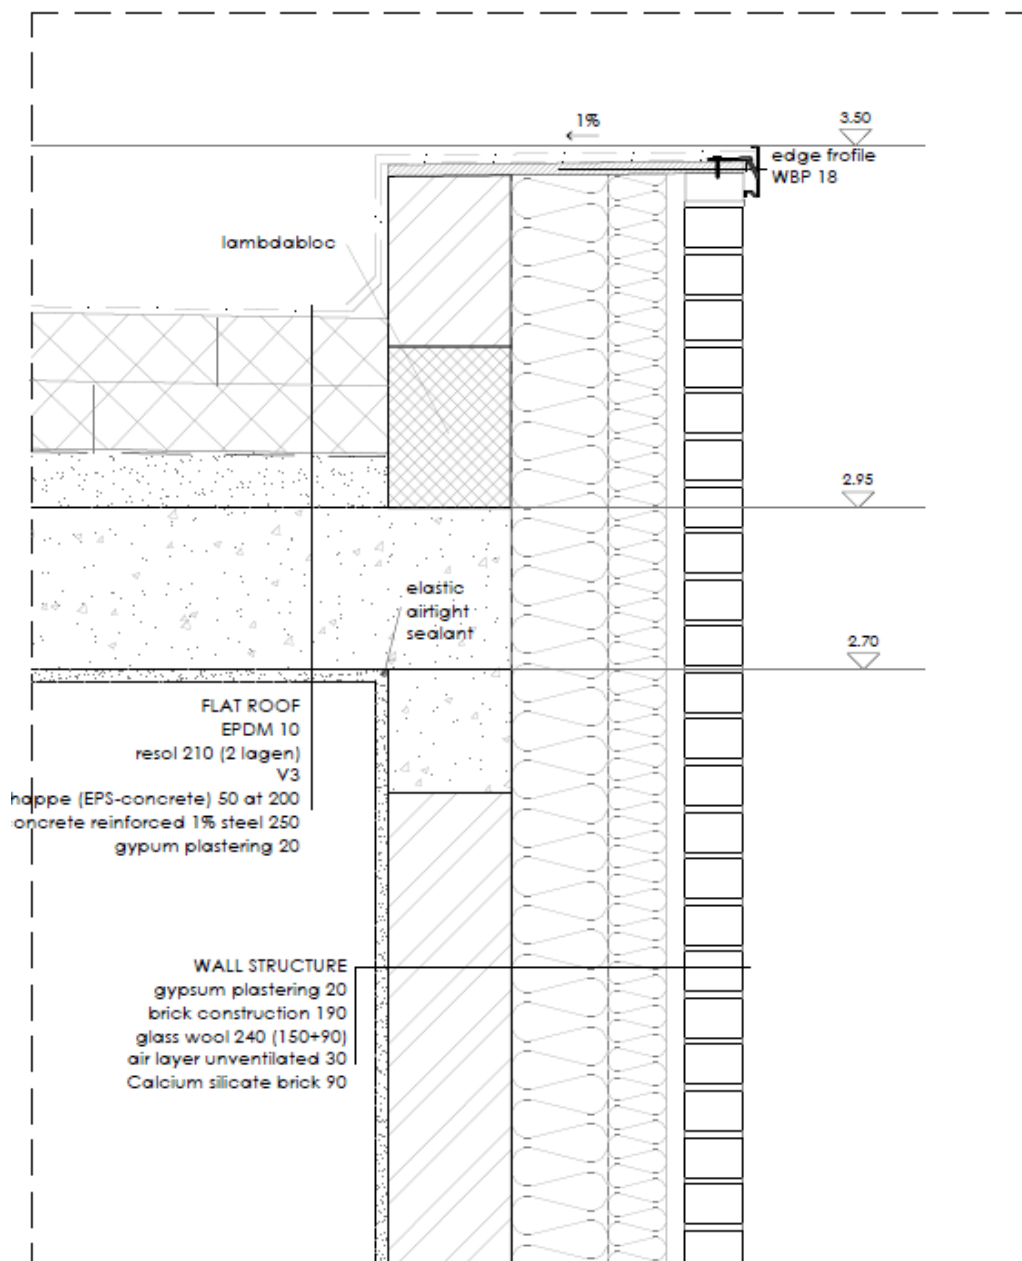 1%
3.50
edge frofile
WBP 18
lambdabloc
2.95
elastic
airtight
sealant
2.70
FLAT ROOF
EPDM 10
resol 210 (2 lagen)
V3
happe (EPS-concrete) 50 at 200
oncrete reinforced 1% steel 250
gypum plastering 20
WALL STRUCTURE
gypsum plastering 20
brick construction 190
glass wool 240 (150+90)
air layer unventilated 30
Calcium silicate brick 90